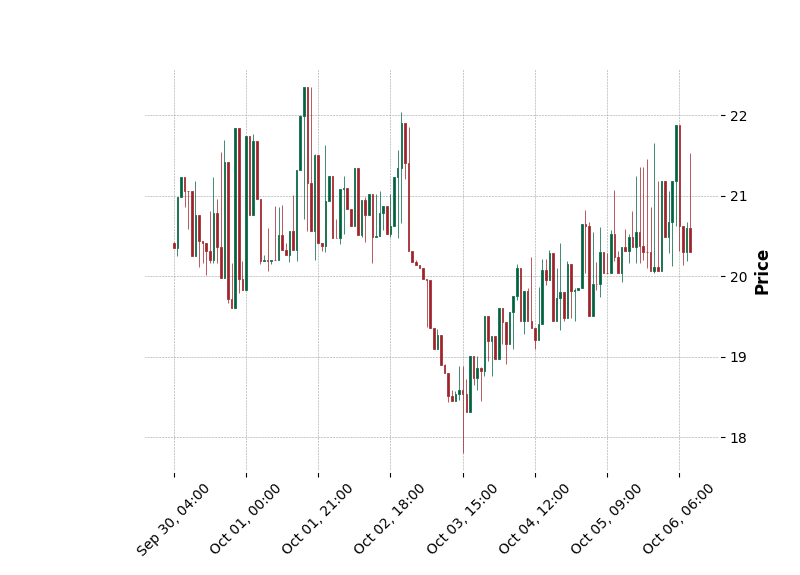 22
21
20
19
18
Price
Sep 30, 04:00
Oct 01, 00:00
Oct 01, 21:00
Oct 02, 18:00
Oct 03, 15:00
Oct 04, 12:00
Oct 05, 09:00
Oct 06, 06:00